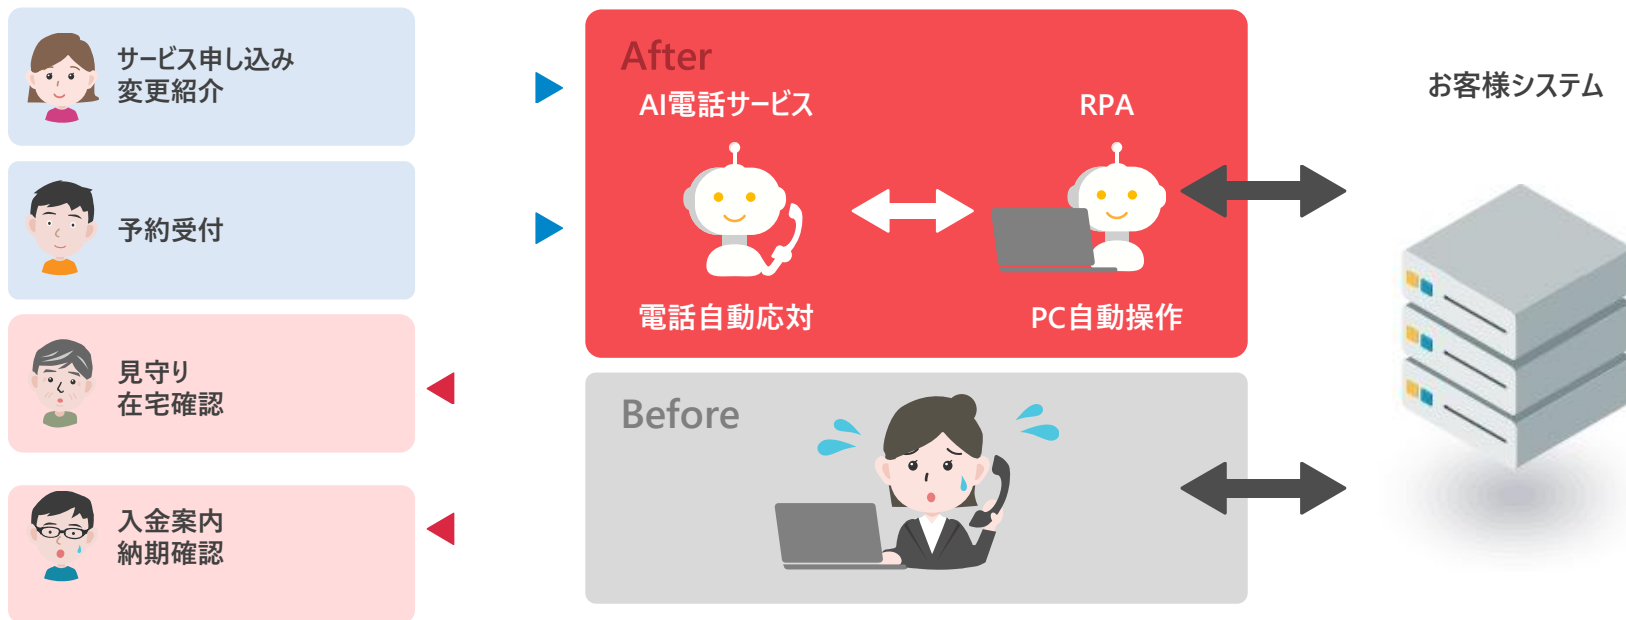 サービス申し込み
変更紹介
予約受付
見守り
在宅確認
入金案内
納期確認
After
AI電話サービス
RPA
電話自動応対
PC自動操作
Before
お客様システム